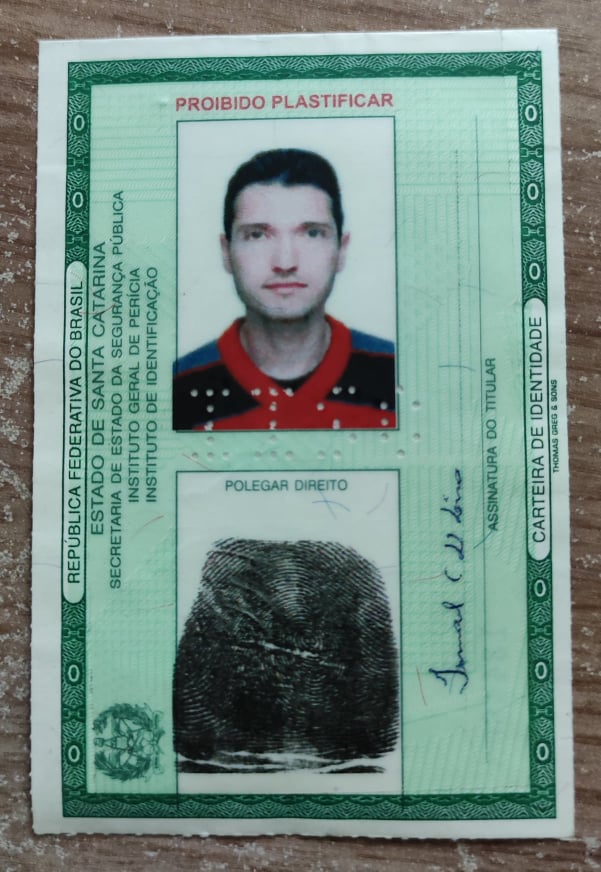 PROIBIDO PLASTIFICAR
REPÚBLICA FEDERATIVA DO BRASIL
ESTADO DE SANTA CATARINA
SECRETARIA DE ESTADO DA SEGURANÇA PÚBLICA
INSTITUTO GERAL DE PERÍCIA
INSTITUTO DE IDENTIFICAÇÃO
POLEGAR DIREITO
ASSINATURA DO TITULAR
CARTEIRA DE IDENTIDADE
THOMAS GREG & SONS